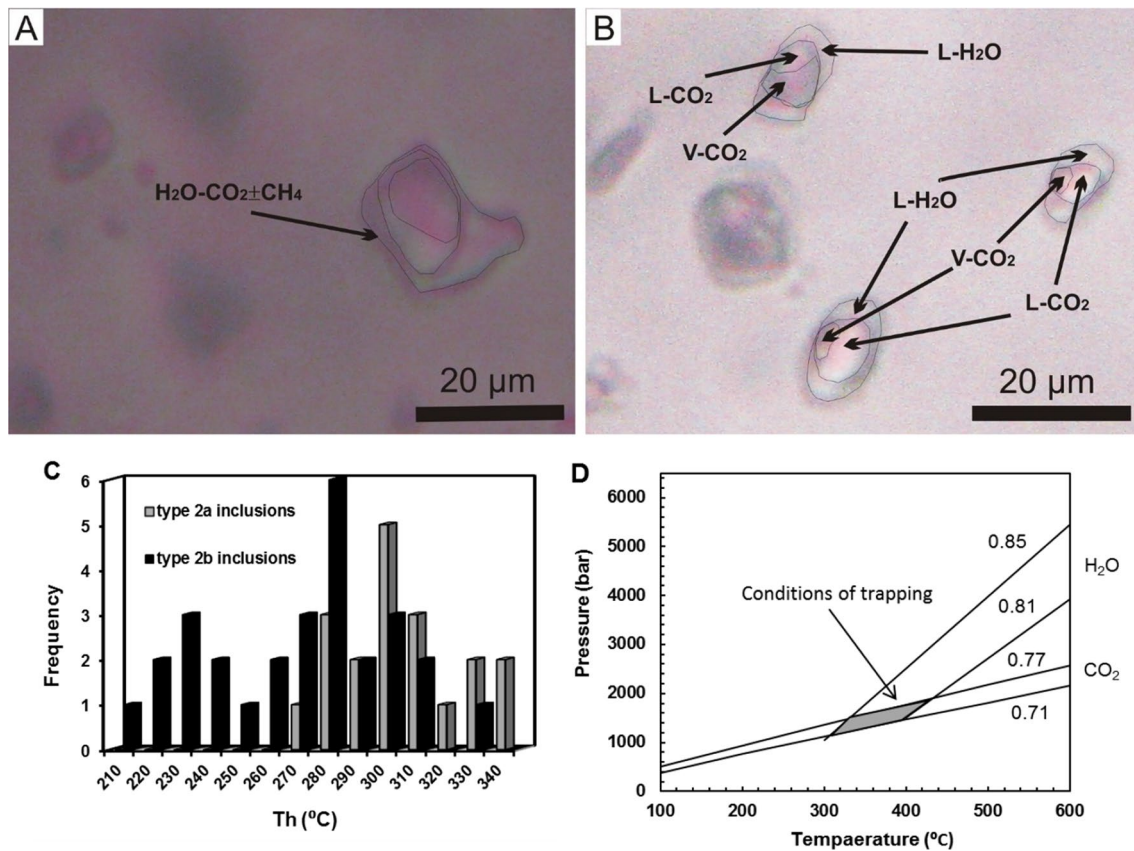 A
H₂O-CO₂±CH₄
20 µm
B
L-H₂O
L-CO₂
V-CO₂
L-H₂O
V-CO₂
L-CO₂
20 µm
C
type 2a inclusions
type 2b inclusions
Frequency
6
5
4
3
2
1
0
210 220 230 240 250 260 270 280 290 300 310 320 330 340
Th (ºC)
D
Pressure (bar)
6000
5000
4000
3000
2000
1000
0
100 200 300 400 500 600
Tempaerature (℃)
Conditions of trapping
0.85
H₂O
0.81
0.77
CO₂
0.71